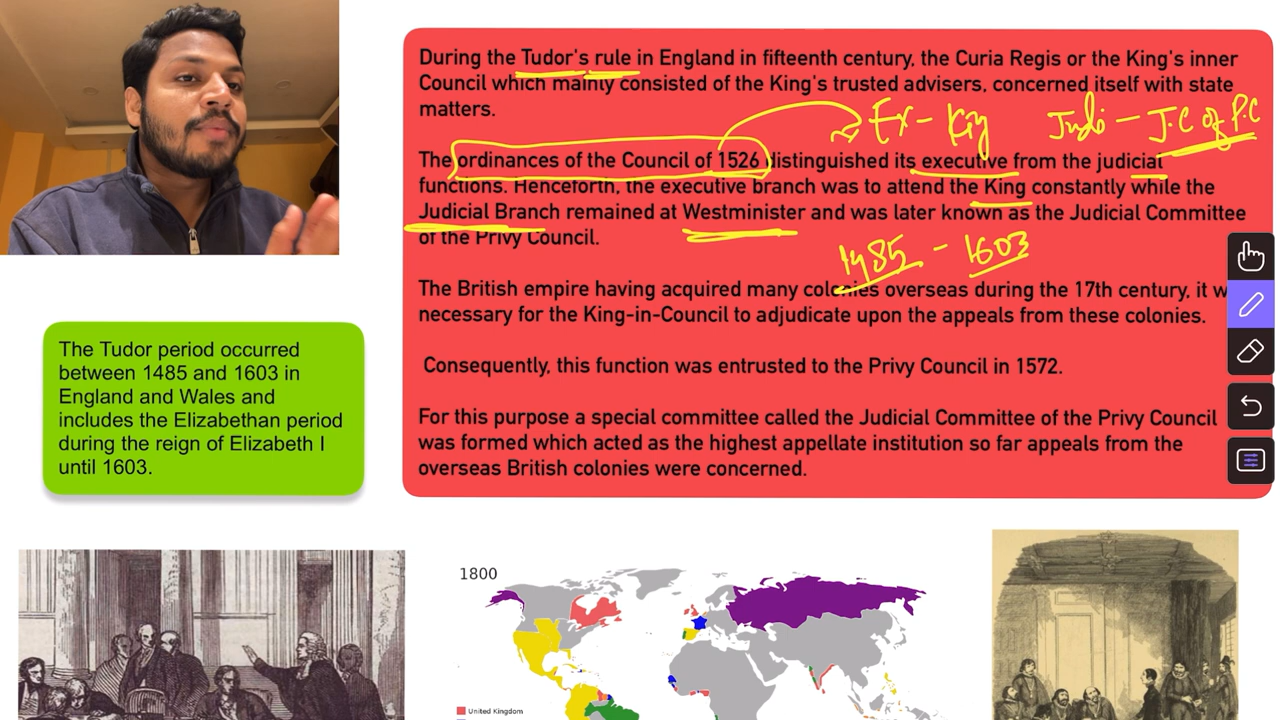 During the Tudor's rule in England in fifteenth century, the Curia Regis or the King's inner
Council which mainly consisted of the King's trusted advisers, concerned itself with state
matters.
Ex - King Judi - J.C of P.C
The ordinances of the Council of 1526 distinguished its executive from the judicial
functions. Henceforth, the executive branch was to attend the King constantly while the
Judicial Branch remained at Westminister and was later known as the Judicial Committee
of the Privy Council.
1485 - 1603
The British empire having acquired many colonies overseas during the 17th century, it w
necessary for the King-in-Council to adjudicate upon the appeals from these colonies.
Consequently, this function was entrusted to the Privy Council in 1572.
For this purpose a special committee called the Judicial Committee of the Privy Council
was formed which acted as the highest appellate institution so far appeals from the
overseas British colonies were concerned.
The Tudor period occurred
between 1485 and 1603 in
England and Wales and
includes the Elizabethan period
during the reign of Elizabeth I
until 1603.
1800
United Kingdom